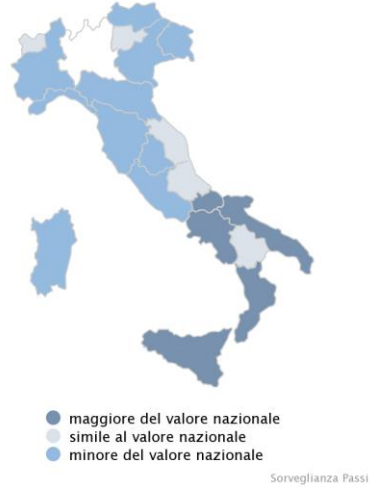 maggiore del valore nazionale
simile al valore nazionale
minore del valore nazionale
Sorveglianza Passi